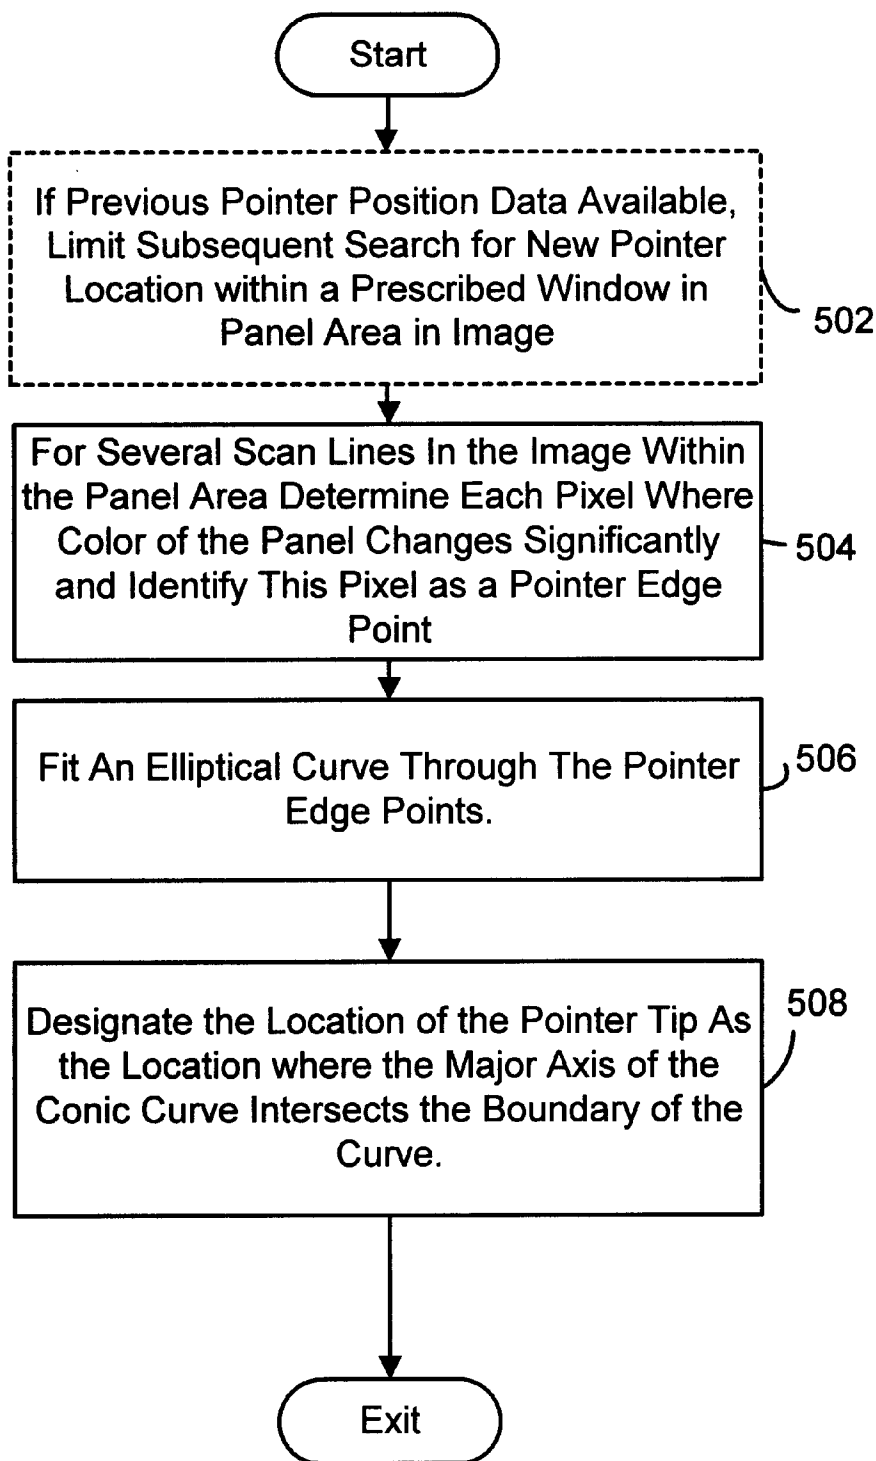 Start
If Previous Pointer Position Data Available,
Limit Subsequent Search for New Pointer
Location within a Prescribed Window in
Panel Area in Image
502
For Several Scan Lines In the Image Within
the Panel Area Determine Each Pixel Where
Color of the Panel Changes Significantly
and Identify This Pixel as a Pointer Edge
Point
504
Fit An Elliptical Curve Through The Pointer
Edge Points.
506
Designate the Location of the Pointer Tip As
the Location where the Major Axis of the
Conic Curve Intersects the Boundary of the
Curve.
508
Exit